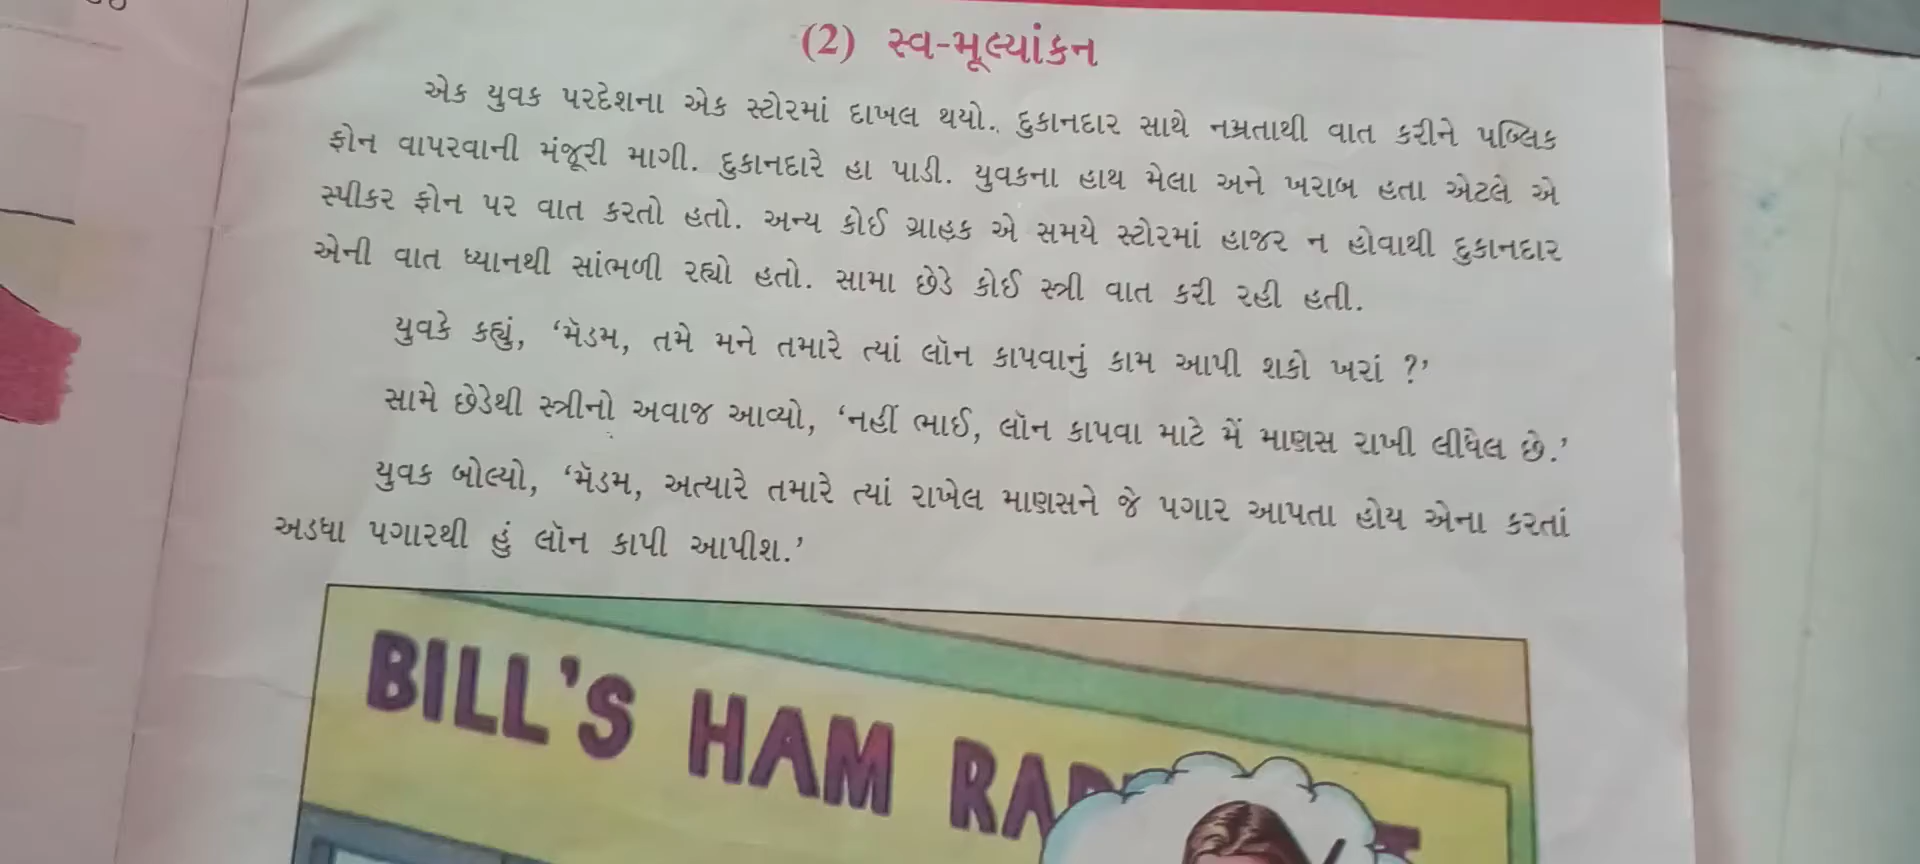 (2) સ્વ-મૂલ્યાંકન
એક યુવક પરદેશના એક સ્ટોરમાં દાખલ થયો. દુકાનદાર સાથે નમ્રતાથી વાત કરીને પબ્લિક
ફોન વાપરવાની મંજૂરી માગી. દુકાનદારે હા પાડી. યુવકના હાથ મેલા અને ખરાબ હતા એટલે એ
સ્પીકર ફોન પર વાત કરતો હતો. અન્ય કોઈ ગ્રાહક એ સમયે સ્ટોરમાં હાજર ન હોવાથી દુકાનદાર
એની વાત ધ્યાનથી સાંભળી રહ્યો હતો. સામા છેડે કોઈ સ્ત્રી વાત કરી રહી હતી.
યુવકે કહ્યું, ‘મૅડમ, તમે મને તમારે ત્યાં લૉન કાપવાનું કામ આપી શકો ખરાં ?’
સામે છેડેથી સ્ત્રીનો અવાજ આવ્યો, ‘નહીં ભાઈ, લૉન કાપવા માટે મેં માણસ રાખી લીધેલ છે.’
યુવક બોલ્યો, ‘મૅડમ, અત્યારે તમારે ત્યાં રાખેલ માણસને જે પગાર આપતા હોય એના કરતાં
અડધા પગારથી હું લૉન કાપી આપીશ.’
BILL'S HAM